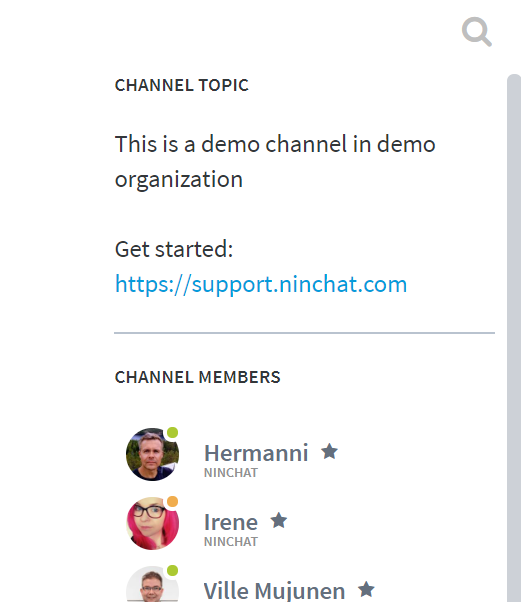 CHANNEL TOPIC
This is a demo channel in demo
organization
Get started:
https://support.ninchat.com
CHANNEL MEMBERS
Hermanni
NINCHAT
Irene
NINCHAT
Ville Mujunen